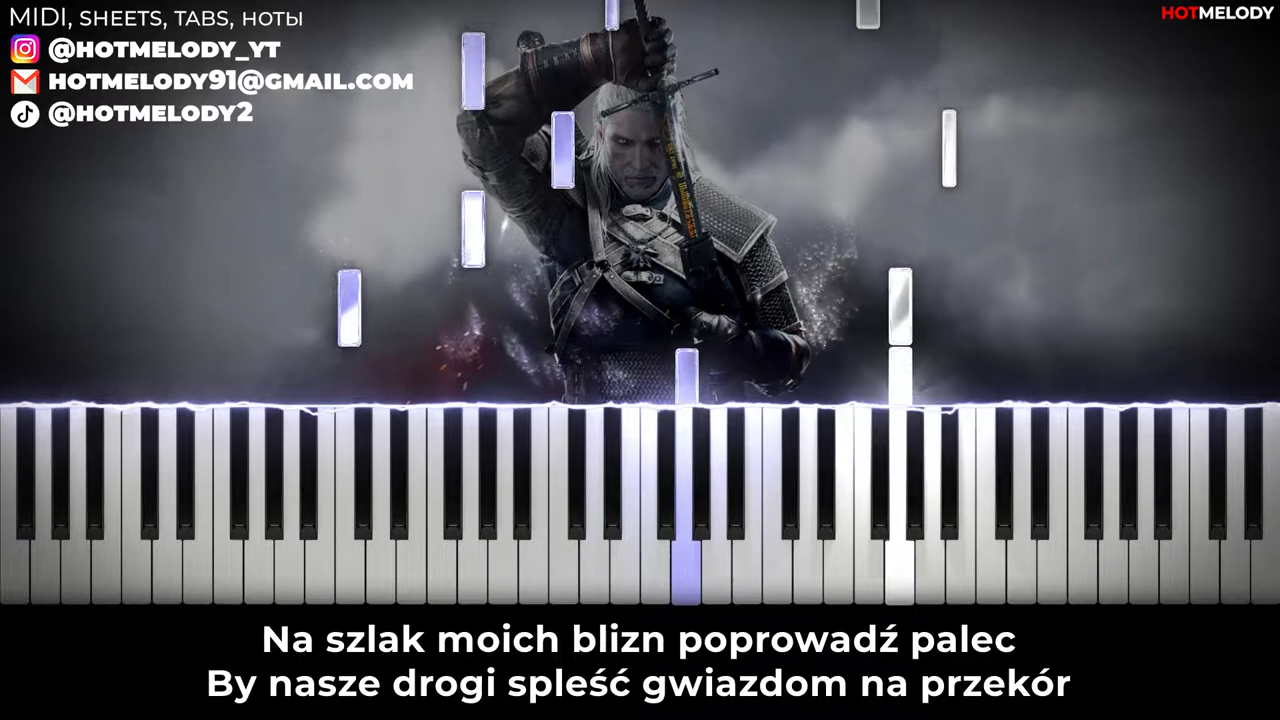 MIDI, SHEETS, TABS, НОТЫ
@HOTMELODY_YT
HOTMELODY91@GMAIL.COM
@HOTMELODY2
HOTMELODY
Na szlak moich blizn poprowadź palec
By nasze drogi spleść gwiazdom na przekór